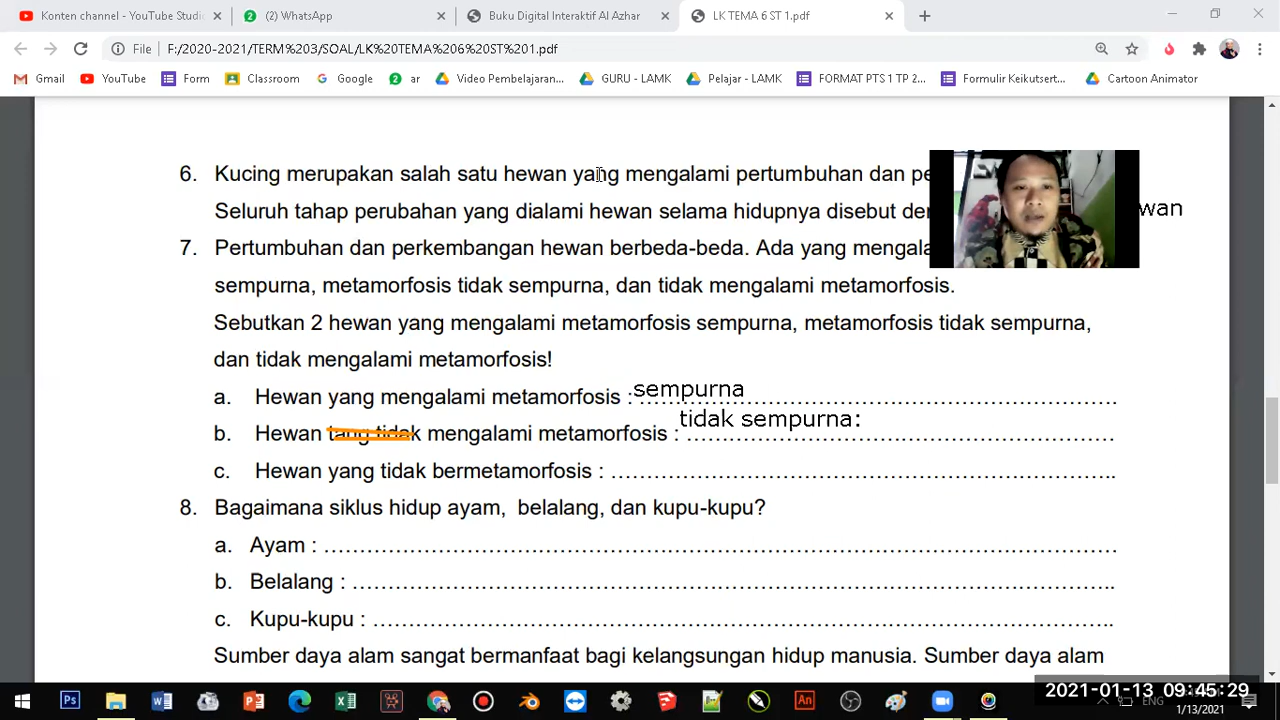 Konten channel - YouTube Studi
(2) WhatsApp
Buku Digital Interaktif Al Azhar
LK TEMA 6 ST 1.pdf
File
F:/2020-2021/TERM%203/SOAL/LK%20TEMA%206%20ST%201.pdf
Gmail
YouTube
Form
Classroom
Google
2 ar
Video Pembelajaran...
GURU - LAMK
Pelajar - LAMK
FORMAT PTS 1 TP 2...
Formulir Keikutsert...
Cartoon Animator
6. Kucing merupakan salah satu hewan yang mengalami pertumbuhan dan pe
Seluruh tahap perubahan yang dialami hewan selama hidupnya disebut den
wan
7. Pertumbuhan dan perkembangan hewan berbeda-beda. Ada yang mengala
sempurna, metamorfosis tidak sempurna, dan tidak mengalami metamorfosis.
Sebutkan 2 hewan yang mengalami metamorfosis sempurna, metamorfosis tidak sempurna,
dan tidak mengalami metamorfosis!
a. Hewan yang mengalami metamorfosis : sempurna
tidak sempurna:
b. Hewan tang tidak mengalami metamorfosis :
c. Hewan yang tidak bermetamorfosis :
8. Bagaimana siklus hidup ayam, belalang, dan kupu-kupu?
a. Ayam :
b. Belalang :
c. Kupu-kupu :
Sumber daya alam sangat bermanfaat bagi kelangsungan hidup manusia. Sumber daya alam
2021-01-13 09:45:29
ENG
1/13/2021